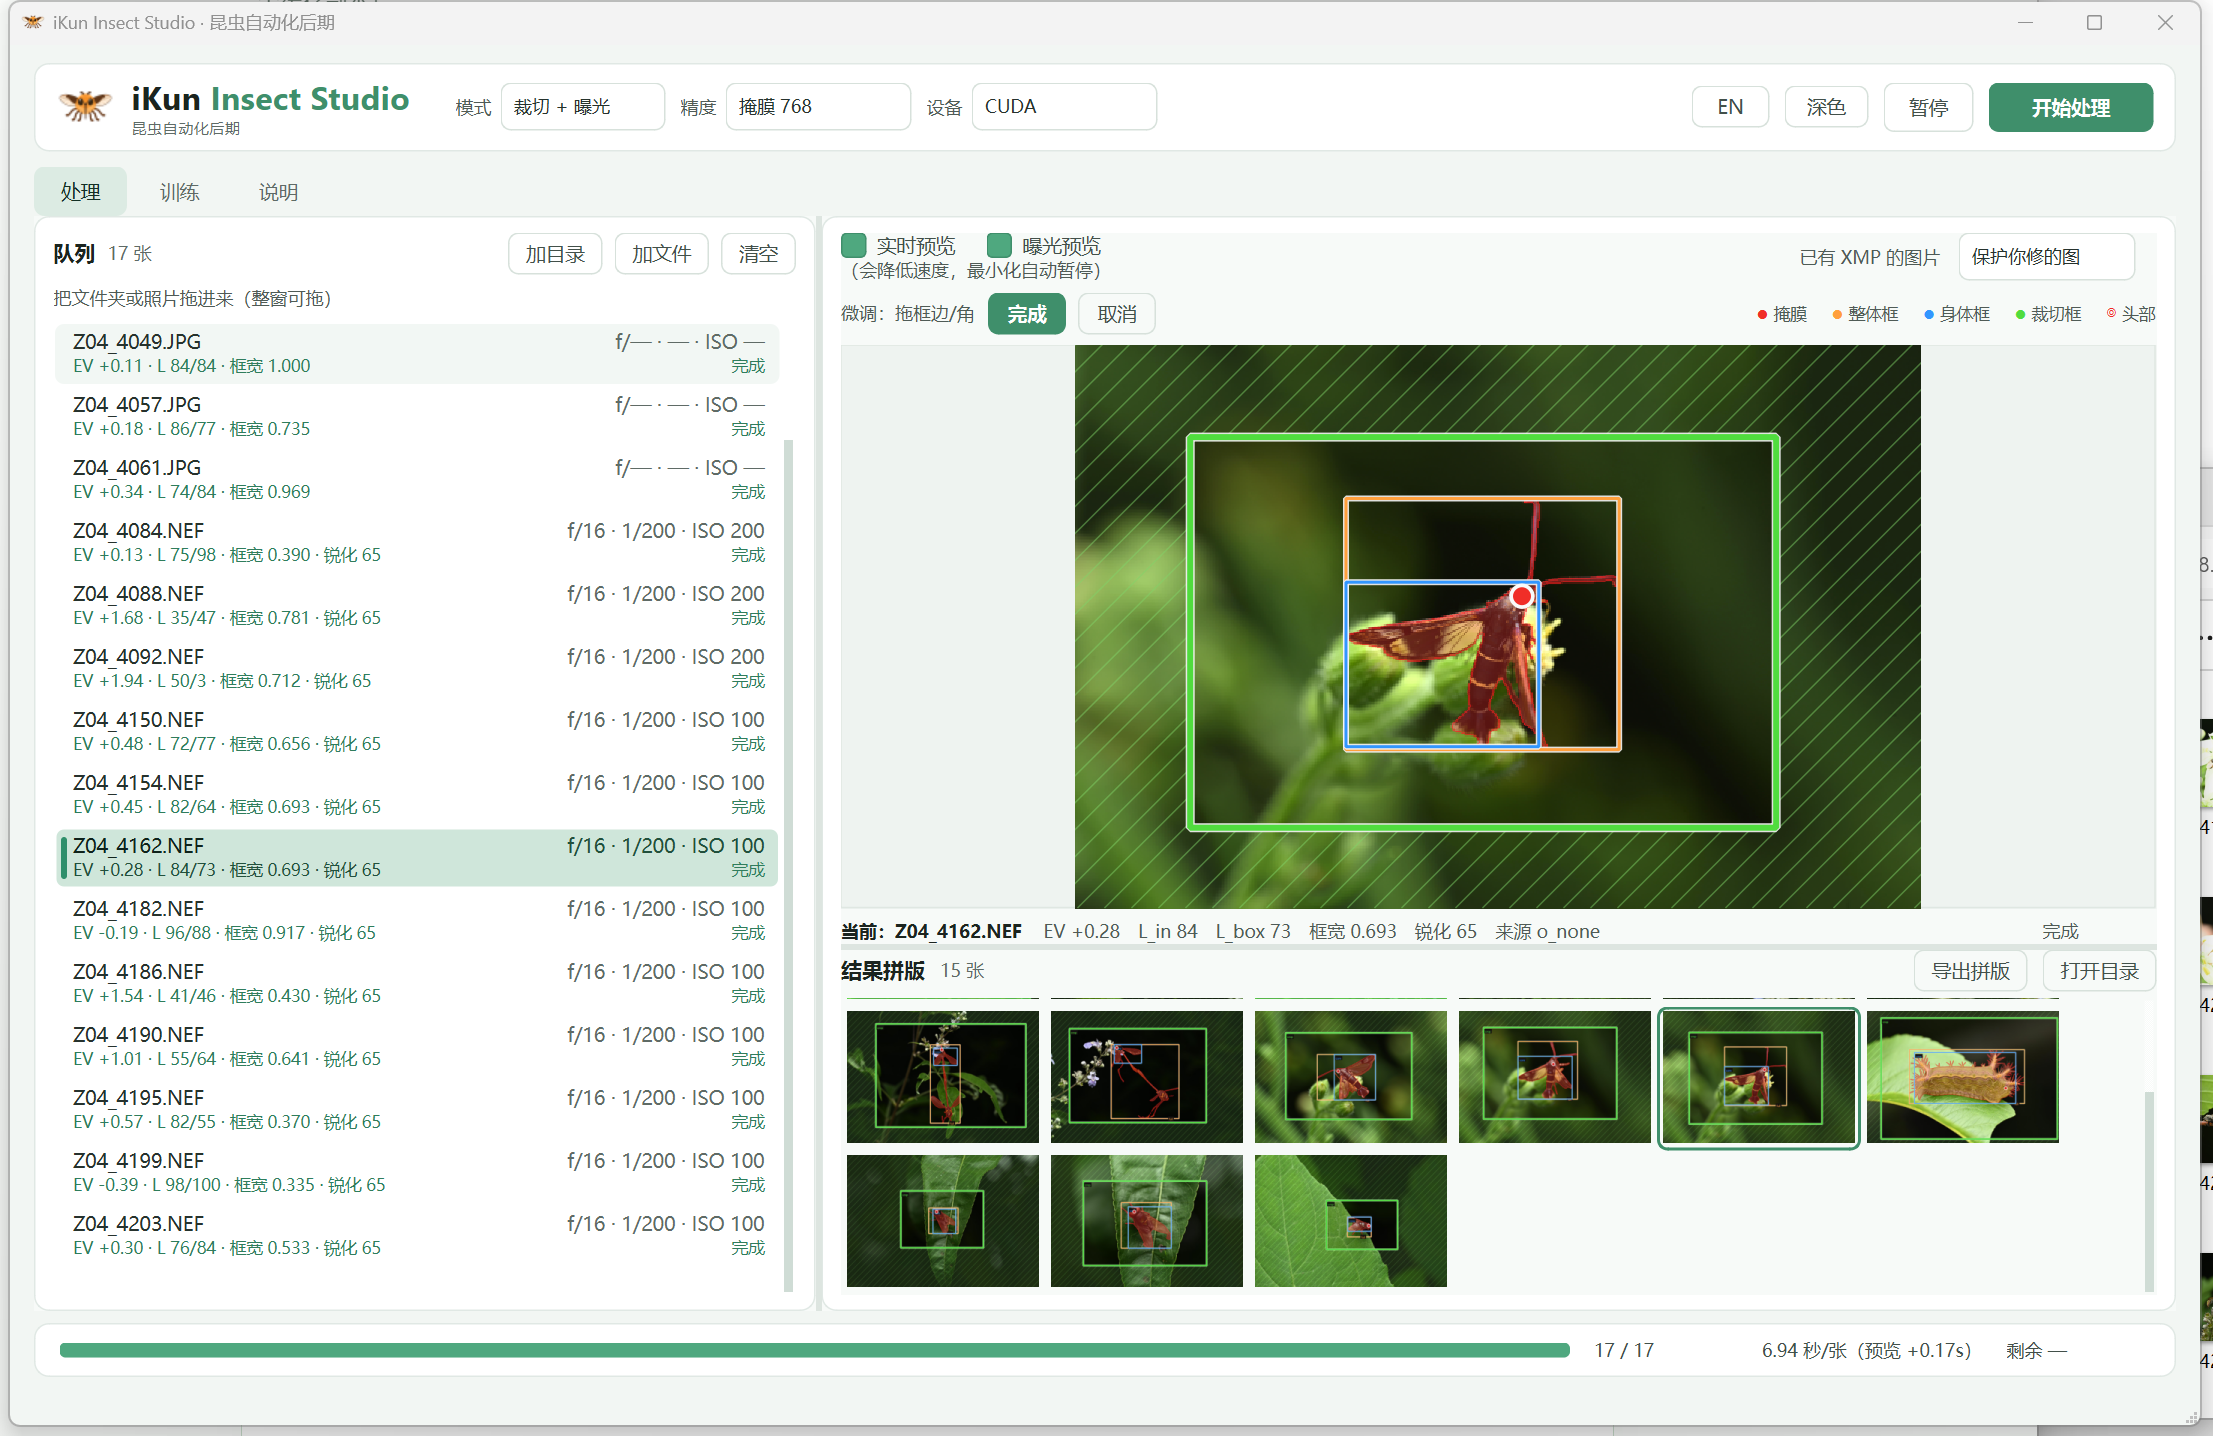 iKun Insect Studio · 昆虫自动化后期
iKun Insect Studio
昆虫自动化后期
模式 裁切 + 曝光 精度 掩膜 768 设备 CUDA
EN 深色 暂停 开始处理
处理 训练 说明
队列 17 张 加目录 加文件 清空
把文件夹或照片拖进来（整窗可拖）
Z04_4049.JPG f/— · — · ISO —
EV +0.11 · L 84/84 · 框宽 1.000 完成
Z04_4057.JPG f/— · — · ISO —
EV +0.18 · L 86/77 · 框宽 0.735 完成
Z04_4061.JPG f/— · — · ISO —
EV +0.34 · L 74/84 · 框宽 0.969 完成
Z04_4084.NEF f/16 · 1/200 · ISO 200
EV +0.13 · L 75/98 · 框宽 0.390 · 锐化 65 完成
Z04_4088.NEF f/16 · 1/200 · ISO 200
EV +1.68 · L 35/47 · 框宽 0.781 · 锐化 65 完成
Z04_4092.NEF f/16 · 1/200 · ISO 200
EV +1.94 · L 50/3 · 框宽 0.712 · 锐化 65 完成
Z04_4150.NEF f/16 · 1/200 · ISO 100
EV +0.48 · L 72/77 · 框宽 0.656 · 锐化 65 完成
Z04_4154.NEF f/16 · 1/200 · ISO 100
EV +0.45 · L 82/64 · 框宽 0.693 · 锐化 65 完成
Z04_4162.NEF f/16 · 1/200 · ISO 100
EV +0.28 · L 84/73 · 框宽 0.693 · 锐化 65 完成
Z04_4182.NEF f/16 · 1/200 · ISO 100
EV -0.19 · L 96/88 · 框宽 0.917 · 锐化 65 完成
Z04_4186.NEF f/16 · 1/200 · ISO 100
EV +1.54 · L 41/46 · 框宽 0.430 · 锐化 65 完成
Z04_4190.NEF f/16 · 1/200 · ISO 100
EV +1.01 · L 55/64 · 框宽 0.641 · 锐化 65 完成
Z04_4195.NEF f/16 · 1/200 · ISO 100
EV +0.57 · L 82/55 · 框宽 0.370 · 锐化 65 完成
Z04_4199.NEF f/16 · 1/200 · ISO 100
EV -0.39 · L 98/100 · 框宽 0.335 · 锐化 65 完成
Z04_4203.NEF f/16 · 1/200 · ISO 100
EV +0.30 · L 76/84 · 框宽 0.533 · 锐化 65 完成
实时预览 曝光预览
（会降低速度，最小化自动暂停）
已有 XMP 的图片 保护你修的图
微调：拖框边/角 完成 取消
掩膜 整体框 身体框 裁切框 头部
当前：Z04_4162.NEF EV +0.28 L_in 84 L_box 73 框宽 0.693 锐化 65 来源 o_none 完成
结果拼版 15 张 导出拼版 打开目录
17 / 17 6.94 秒/张（预览 +0.17s） 剩余 —